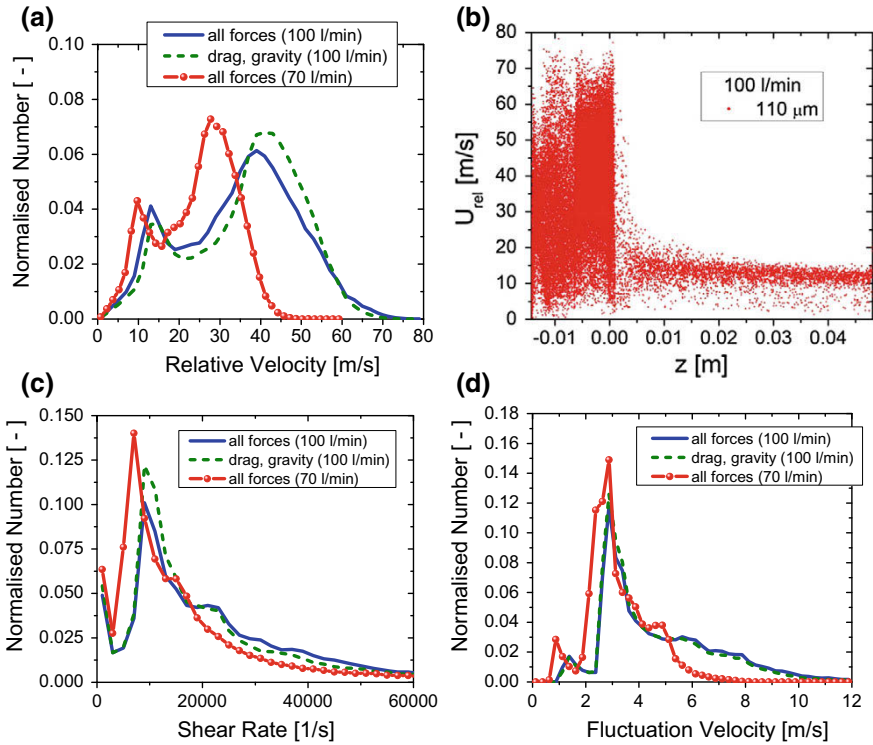 (a)
all forces (100 l/min)
drag, gravity (100 l/min)
all forces (70 l/min)
0.10
0.08
0.06
0.04
0.02
0.00
Normalised Number [ - ]
0 10 20 30 40 50 60 70 80
Relative Velocity [m/s]
(b)
100 l/min
110 μm
80
70
60
50
40
30
20
10
0
U_rel [m/s]
-0.01 0.00 0.01 0.02 0.03 0.04
z [m]
(c)
all forces (100 l/min)
drag, gravity (100 l/min)
all forces (70 l/min)
0.150
0.125
0.100
0.075
0.050
0.025
0.000
Normalised Number [ - ]
0 20000 40000 60000
Shear Rate [1/s]
(d)
all forces (100 l/min)
drag, gravity (100 l/min)
all forces (70 l/min)
0.18
0.16
0.14
0.12
0.10
0.08
0.06
0.04
0.02
0.00
Normalised Number [ - ]
0 2 4 6 8 10 12
Fluctuation Velocity [m/s]